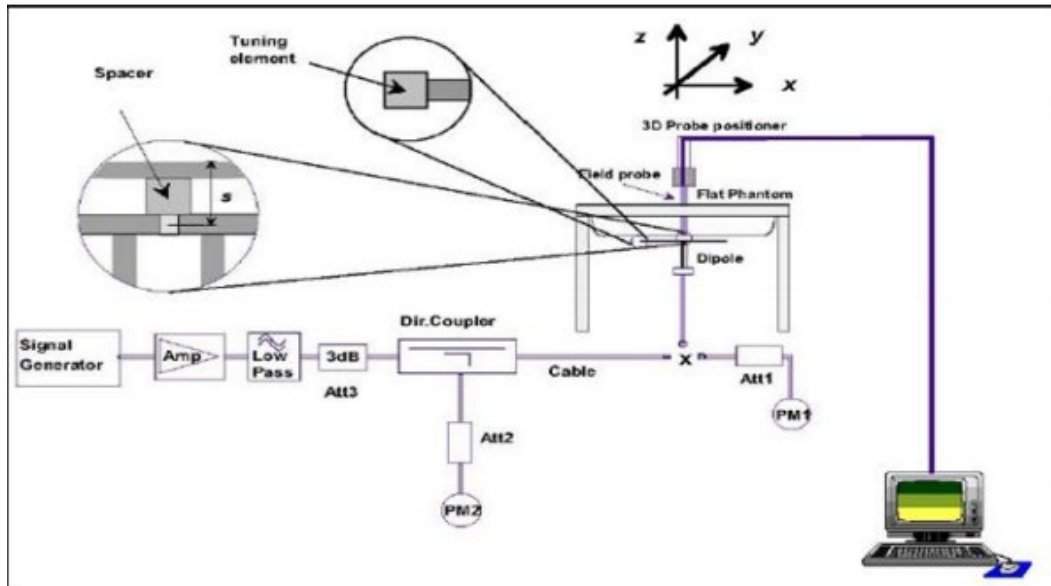 Tuning
element
Spacer
s
z
y
x
3D Probe positioner
Field probe
Flat Phantom
Dipole
Signal
Generator
Amp
Low
Pass
3dB
Att3
Dir.Coupler
Cable
x
Att1
PM1
Att2
PM2